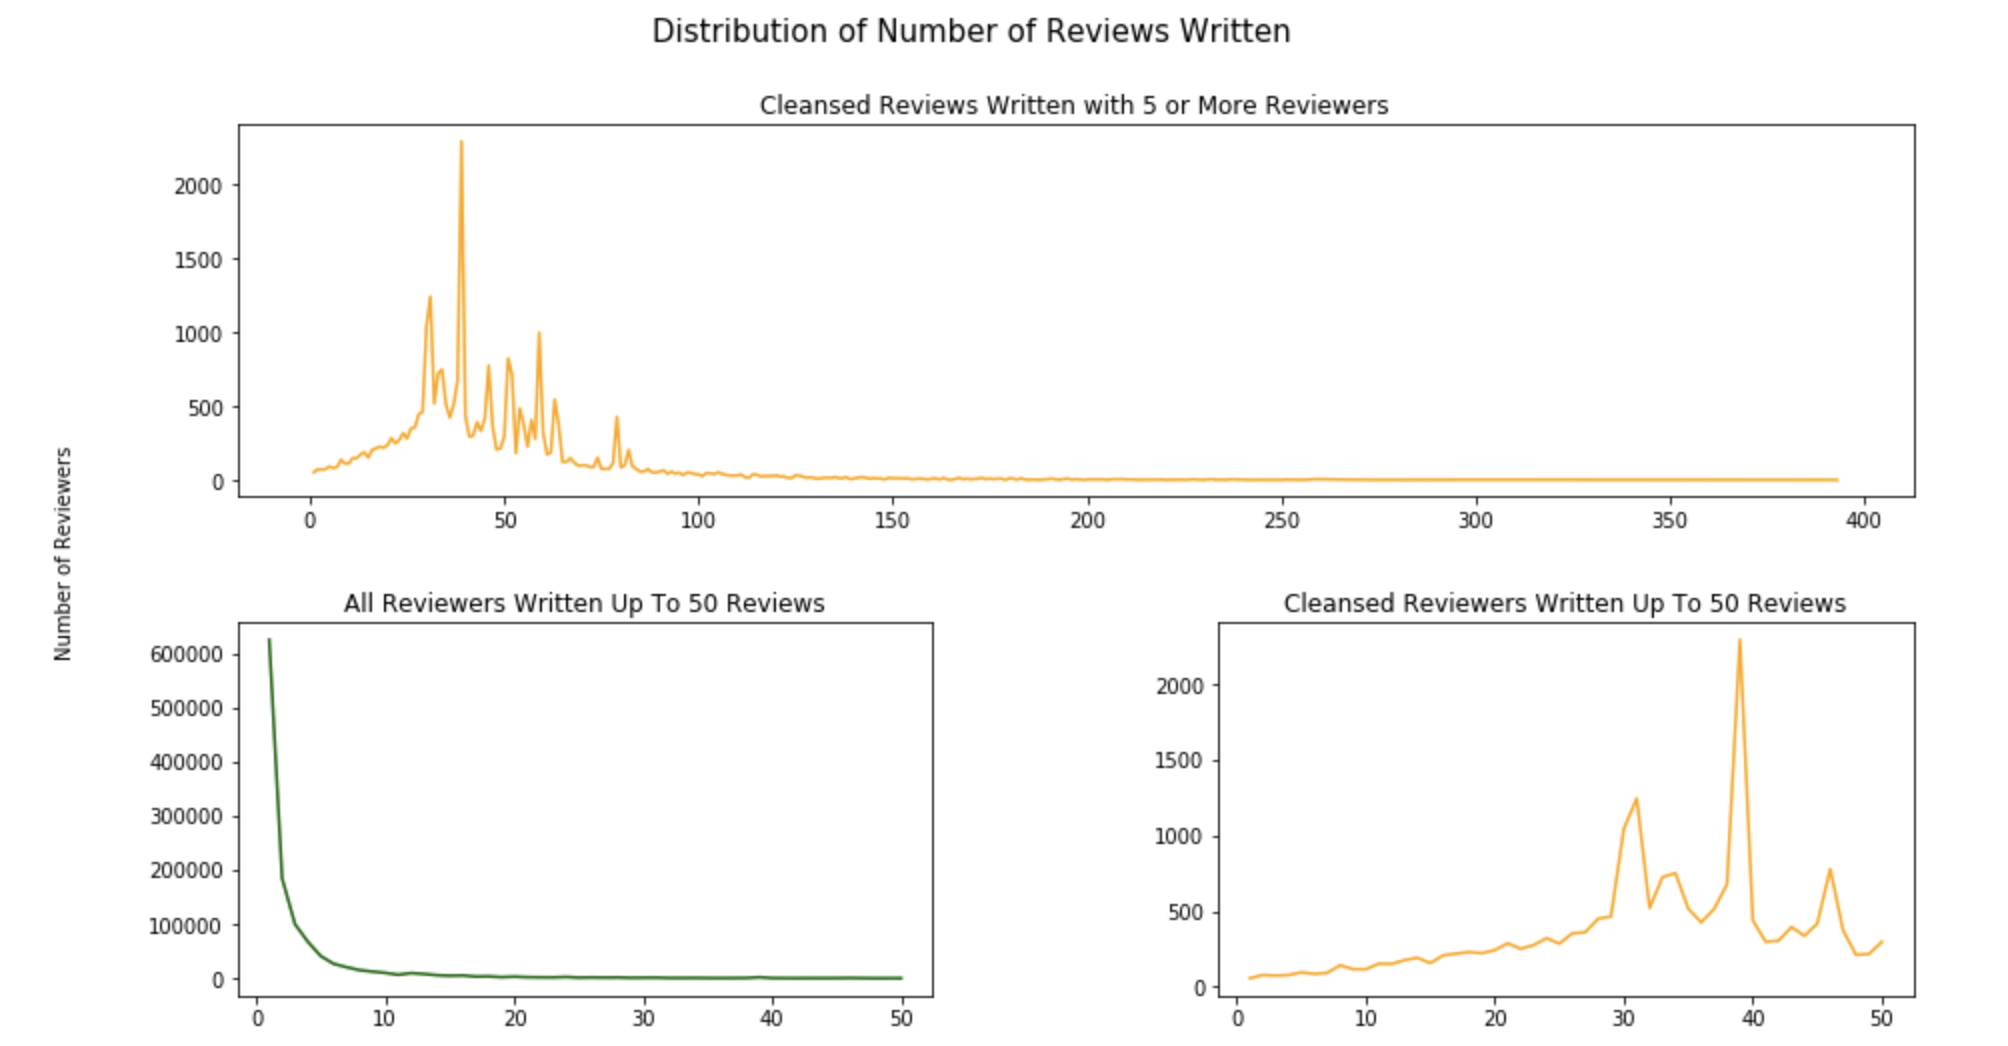 Distribution of Number of Reviews Written
Cleansed Reviews Written with 5 or More Reviewers
2000
1500
1000
500
0
0 50 100 150 200 250 300 350 400
Number of Reviewers
All Reviewers Written Up To 50 Reviews
600000
500000
400000
300000
200000
100000
0
0 10 20 30 40 50
Cleansed Reviewers Written Up To 50 Reviews
2000
1500
1000
500
0
0 10 20 30 40 50